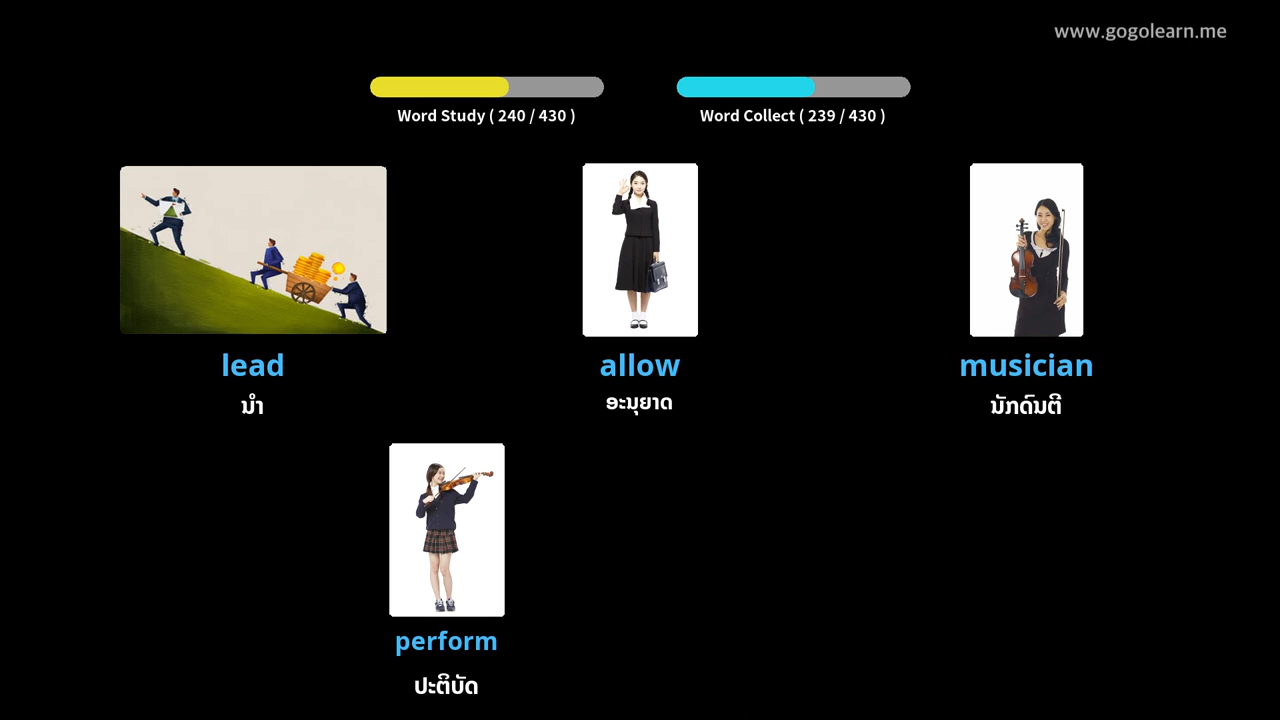 www.gogolearn.me
Word Study ( 240 / 430 )
Word Collect ( 239 / 430 )
lead
ນຳ
allow
ອະນຸຍາດ
musician
ນັກດົນຕີ
perform
ປະຕິບັດ